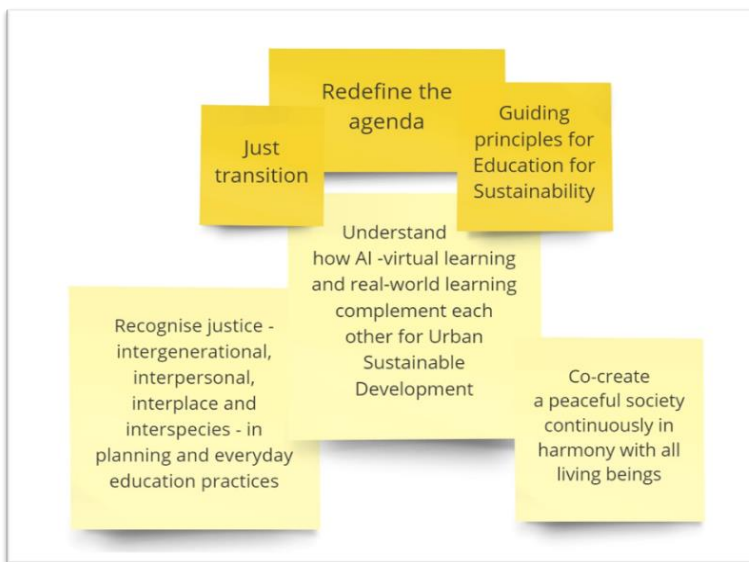 Redefine the
agenda
Just
transition
Guiding
principles for
Education for
Sustainability
Understand
how AI -virtual learning
and real-world learning
complement each
other for Urban
Sustainable
Development
Recognise justice -
intergenerational,
interpersonal,
interplace and
interspecies - in
planning and everyday
education practices
Co-create
a peaceful society
continuously in
harmony with all
living beings